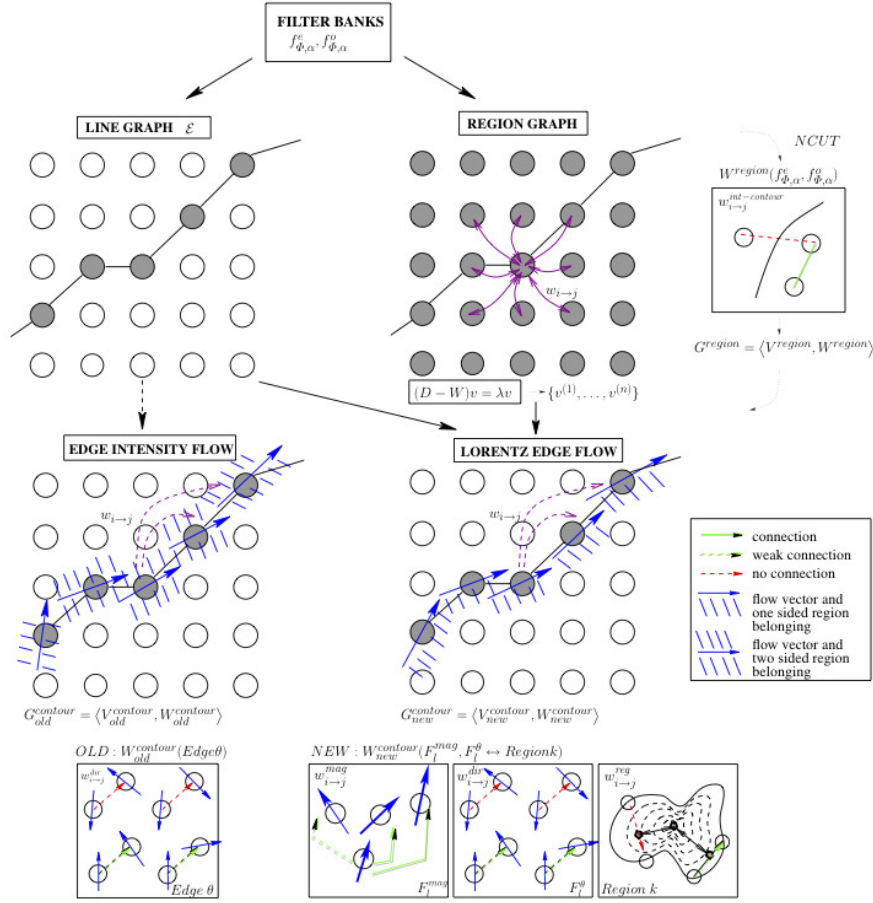 FILTER BANKS
f^e_{Φ,α}, f^o_{Φ,α}
LINE GRAPH ℰ
REGION GRAPH
NCUT
W^{region}(f^e_{Φ,α}, f^o_{Φ,α})
w^{int-contour}_{i→j}
w_{i→j}
G^{region} = ⟨V^{region}, W^{region}⟩
(D − W)v = λv → {v^{(1)}, . . . , v^{(n)}}
EDGE INTENSITY FLOW
LORENTZ EDGE FLOW
w_{i→j}
w_{i→j}
connection
weak connection
no connection
flow vector and
one sided region
belonging
flow vector and
two sided region
belonging
G^{contour}_{old} = ⟨V^{contour}_{old}, W^{contour}_{old}⟩
G^{contour}_{new} = ⟨V^{contour}_{new}, W^{contour}_{new}⟩
OLD : W^{contour}_{old}(Edgeθ)
NEW : W^{contour}_{new}(F^{mag}_l, F^θ_l ↔ Regionk)
w^{dir}_{i→j}
w^{mag}_{i→j}
w^{dir}_{i→j}
w^{reg}_{i→j}
Edge θ
F^{mag}_l
F^θ_l
Region k